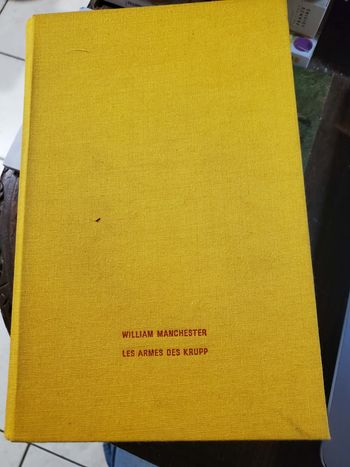 WILLIAM MANCHESTER
LES ARMES DES KRUPP